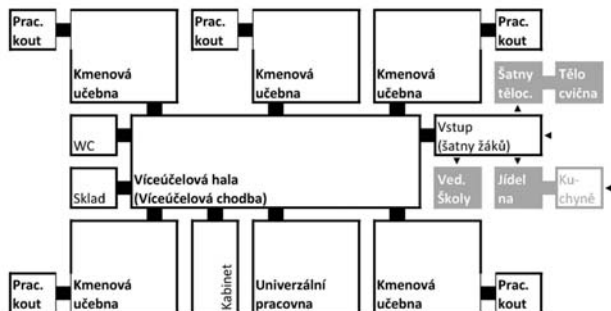 Prac.
kout
Kmenová
učebna
Kmenová
učebna
Prac.
kout
Kmenová
učebna
Prac.
kout
Šatny
těloc.
Tělo
cvična
WC
Vstup
(šatny žáků)
Sklad
Víceúčelová hala
(Víceúčelová chodba)
Ved.
Školy
Jídel
na
Ku-
chyně
Prac.
kout
Kmenová
učebna
Kabinet
Univerzální
pracovna
Kmenová
učebna
Prac.
kout